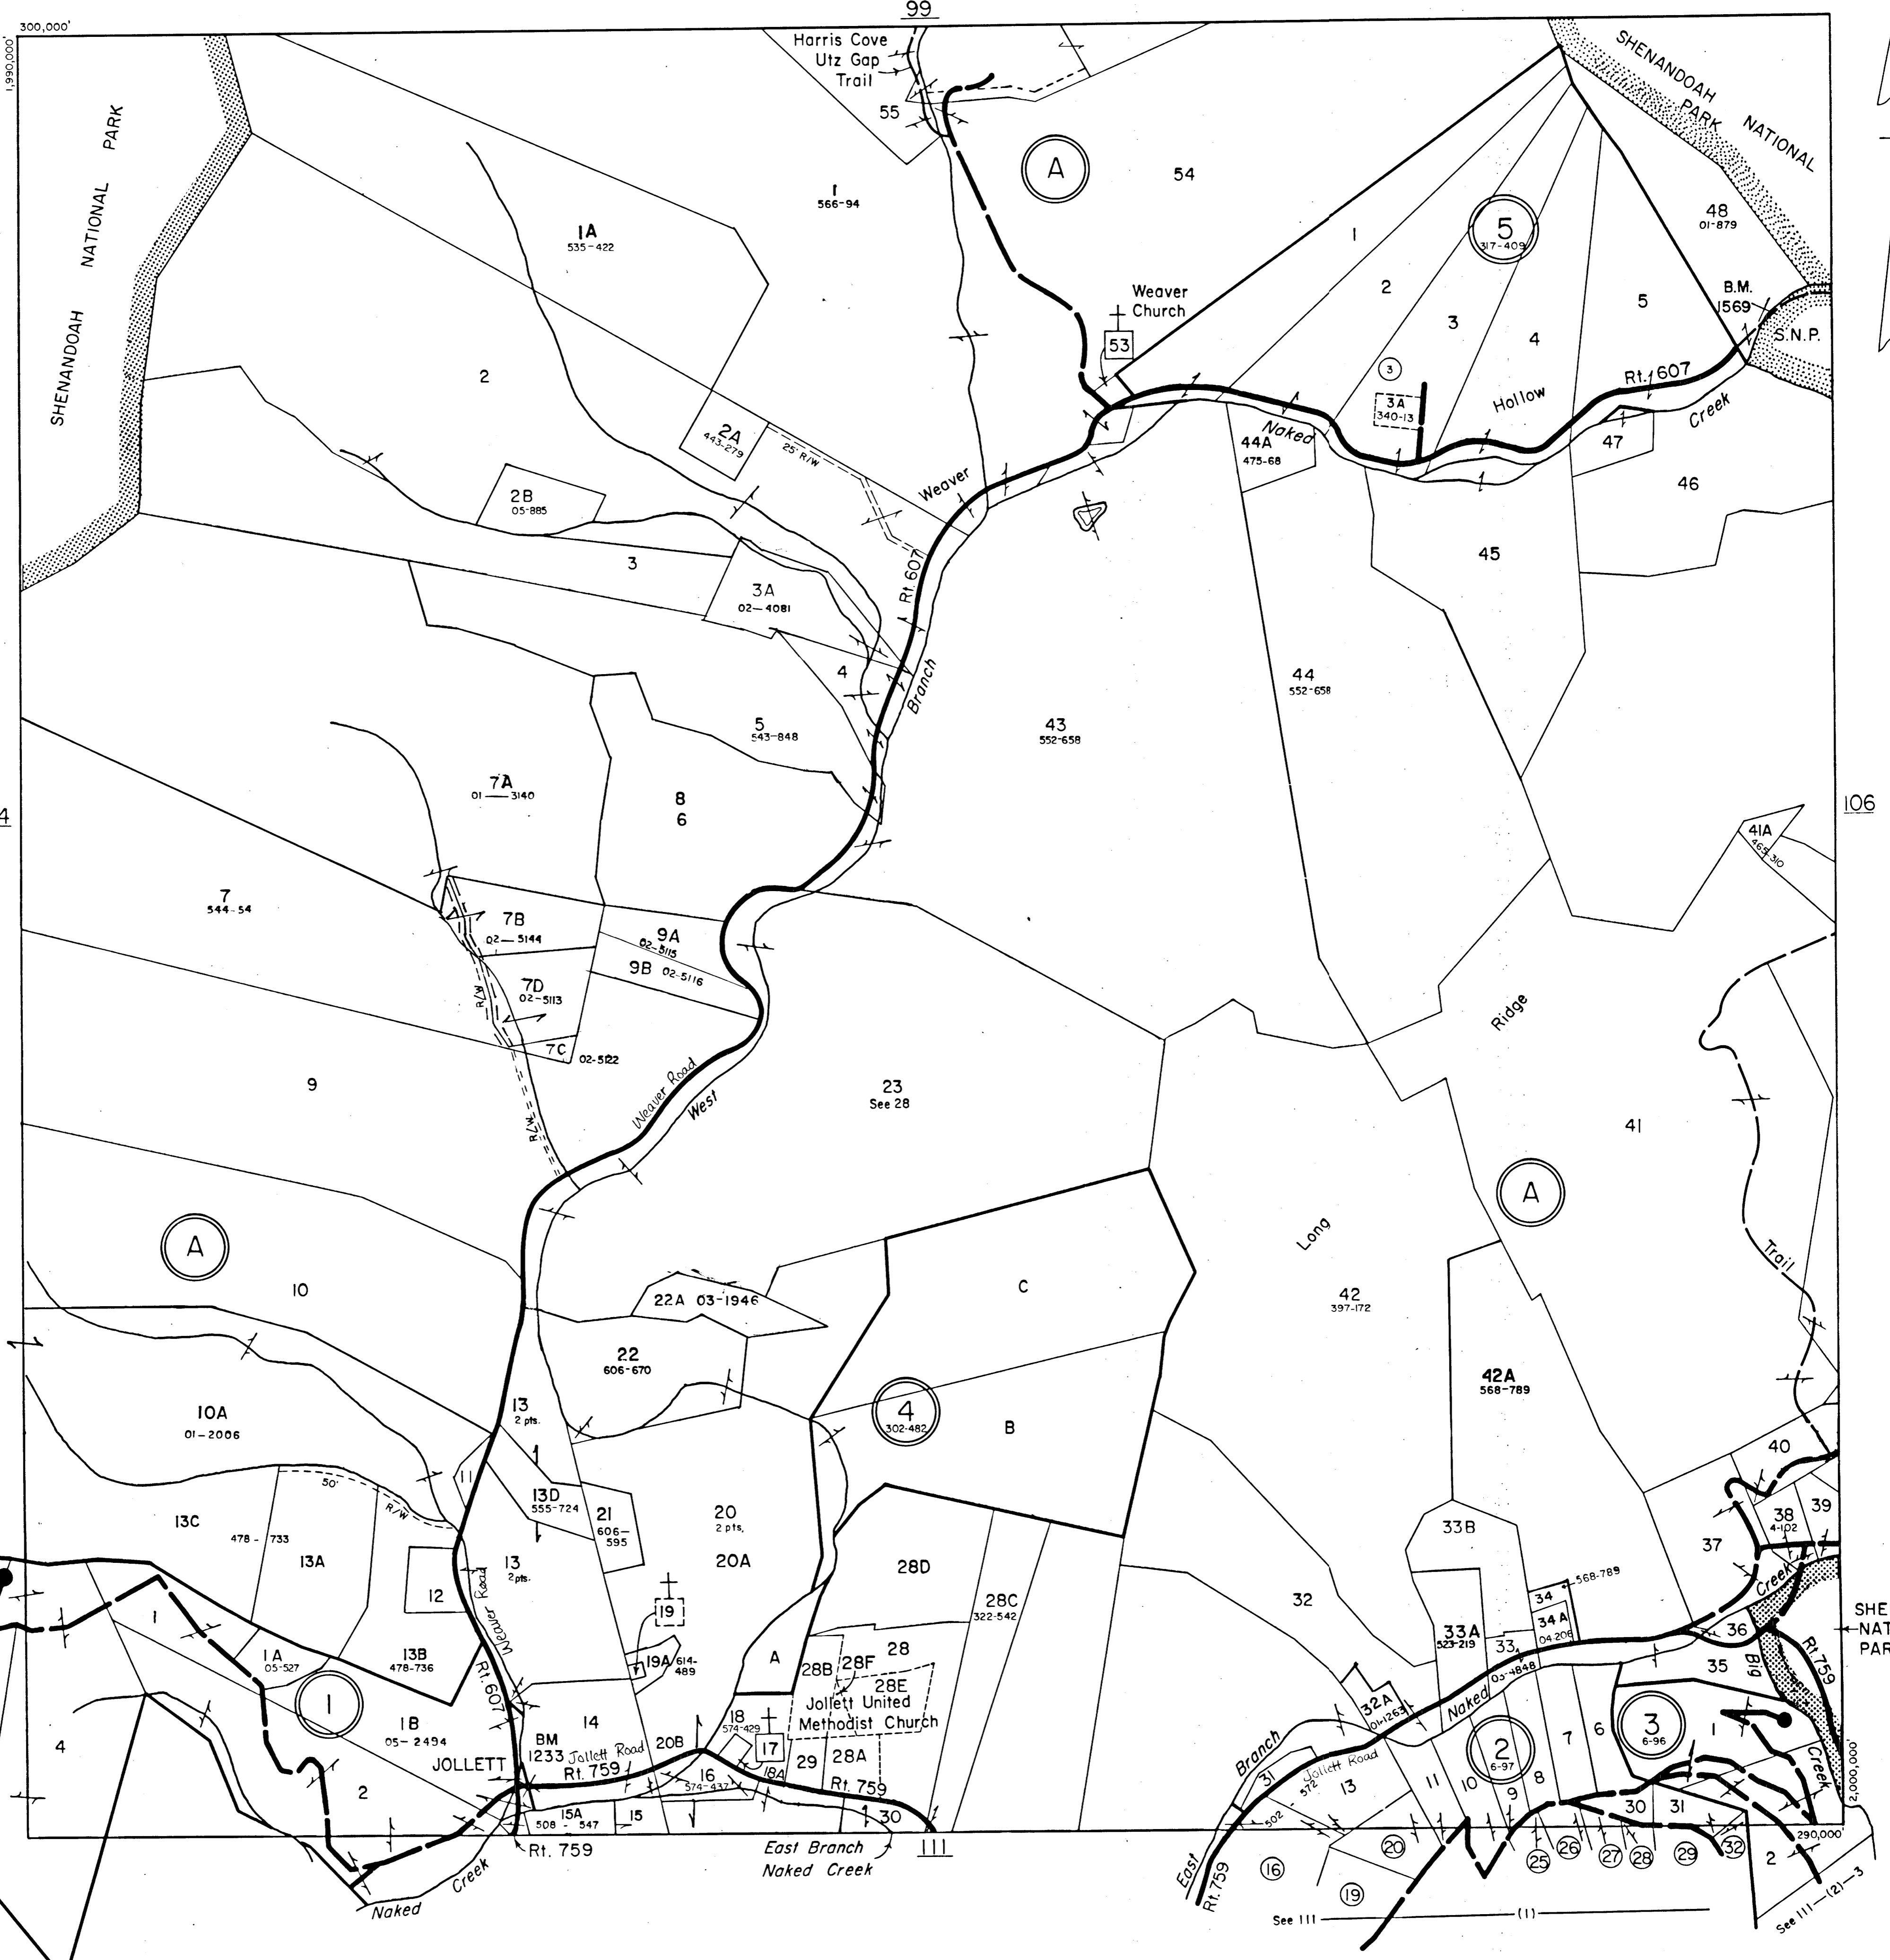 99
300,000'
1,990,000'
SHENANDOAH NATIONAL PARK
Harris Cove
Utz Gap
Trail
55
A
54
SHENANDOAH NATIONAL
PARK
48
01-879
1
566-94
1A
535-422
5
317-409
1
2
3
4
5
B.M.
1569
S.N.P.
Weaver
Church
53
3
3A
340-13
Hollow
Rt. 607
Creek
Naked
44A
475-68
47
46
2
2A
443-279
25' R/W
Weaver
2B
05-885
3
3A
02-4081
Rt. 607
Branch
45
4
44
552-658
5
543-848
43
552-658
7A
01-3140
8
6
4
106
41A
465-310
7
544-54
7B
02-5144
9A
02-5115
9B 02-5116
7D
02-5113
R/W
7C
02-5122
Ridge
9
R/W
Weaver Road
West
23
See 28
41
A
A
Long
Trail
10
22A 03-1946
C
42
397-172
22
606-670
42A
568-789
10A
01-2006
13
2 pts.
4
302-482
B
40
11
50'
R/W
13D
555-724
21
606-
595
20
2 pts.
20A
33B
38
4-102
39
37
13C
478-733
13A
12
13
2pts.
28D
28C
322-542
32
Creek
568-789
34
34A
04-206
33A
523-219
33
03-4848
36
SHE
NAT
PAR
1
1A
05-527
13B
478-736
Weaver Road
Rt. 607
19
19A
614-
489
A
28B
28F
28
28E
Jollett United
Methodist Church
35
Big
Rt. 759
32A
01-1263
Naked
1
1B
05-2494
4
2
JOLLETT
BM
1233
14
Jollett Road
Rt. 759
20B
18
574-429
17
16
574-437
18A
29
28A
Rt. 759
30
15A
508-547
15
Branch
31
502-572
Jollett Road
13
11
10
2
6-97
9
8
7
6
3
6-96
1
Creek
2,000,000'
30
31
290,000'
Rt. 759
Naked
Creek
East Branch
Naked Creek
111
East
Rt. 759
16
19
20
25
26
27
28
29
32
2
See 111
(1)
See 111-(2)-3